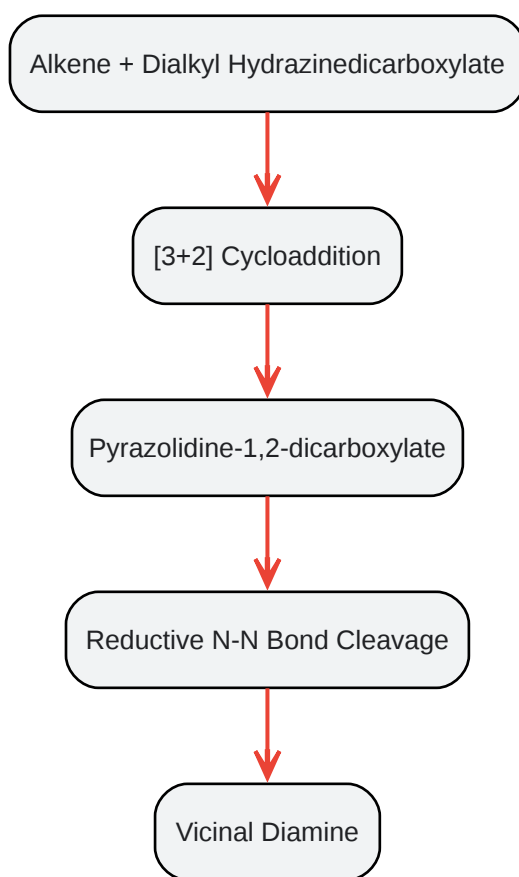 Alkene + Dialkyl Hydrazinedicarboxylate
[3+2] Cycloaddition
Pyrazolidine-1,2-dicarboxylate
Reductive N-N Bond Cleavage
Vicinal Diamine